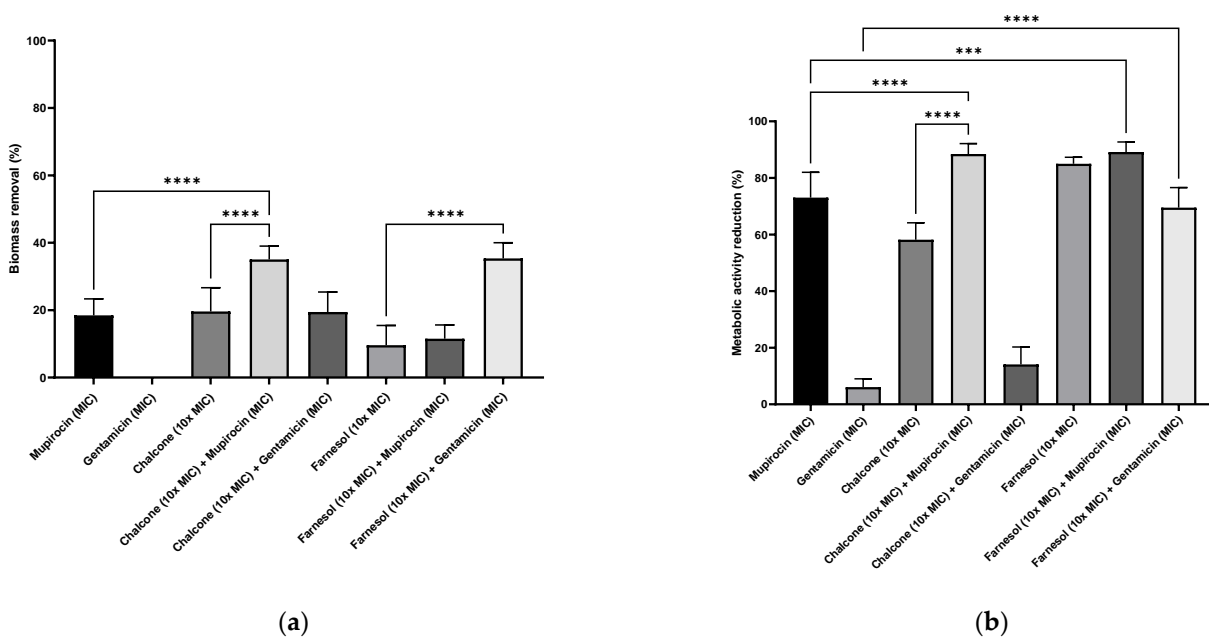 ****
****
****
100
80
60
40
20
0
Biomass removal (%)
Mupirocin (MIC)
Gentamicin (MIC)
Chalcone (10x MIC)
Chalcone (10x MIC) + Mupirocin (MIC)
Chalcone (10x MIC) + Gentamicin (MIC)
Farnesol (10x MIC)
Farnesol (10x MIC) + Mupirocin (MIC)
Farnesol (10x MIC) + Gentamicin (MIC)
(a)
****
***
****
****
100
80
60
40
20
0
Metabolic activity reduction (%)
Mupirocin (MIC)
Gentamicin (MIC)
Chalcone (10x MIC)
Chalcone (10x MIC) + Mupirocin (MIC)
Chalcone (10x MIC) + Gentamicin (MIC)
Farnesol (10x MIC)
Farnesol (10x MIC) + Mupirocin (MIC)
Farnesol (10x MIC) + Gentamicin (MIC)
(b)